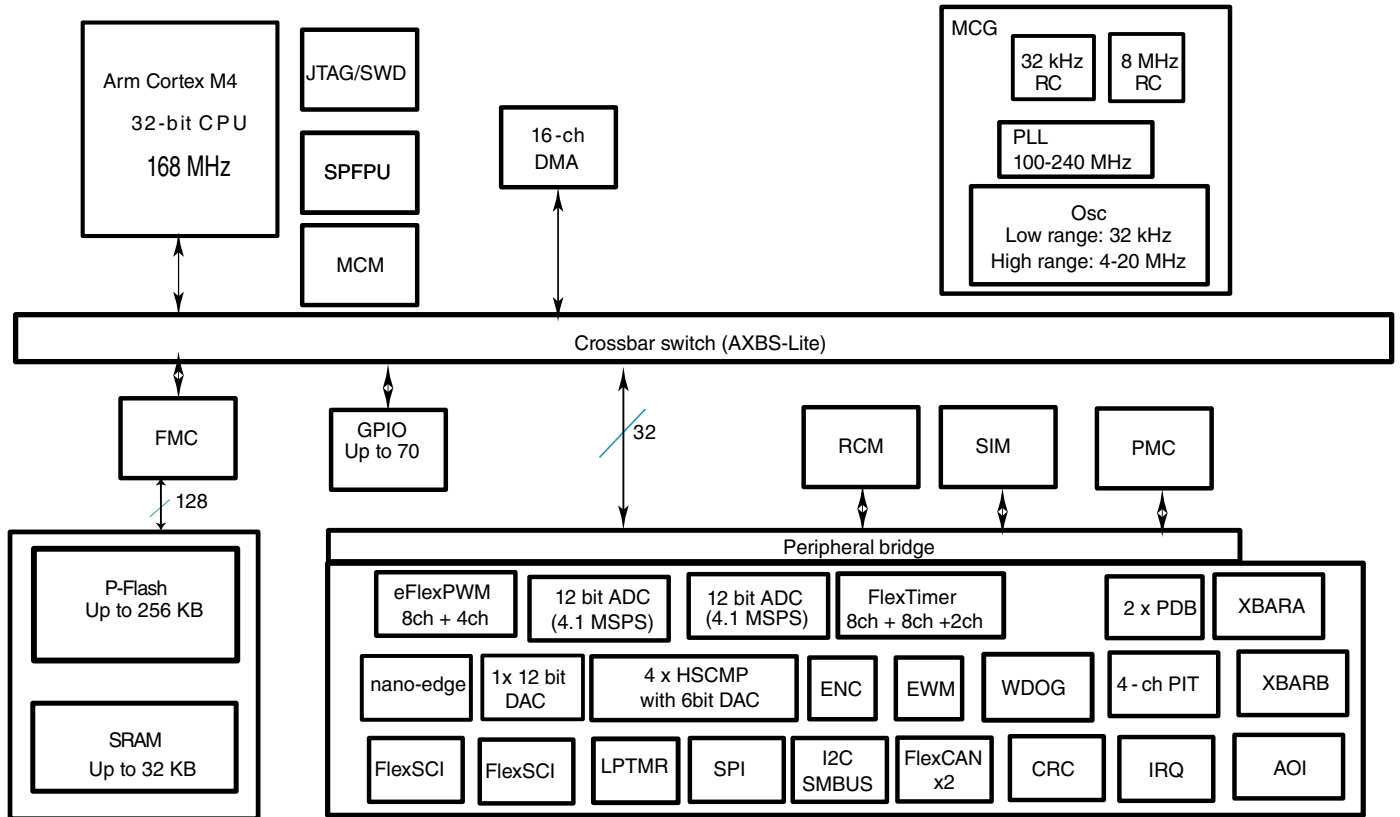 Arm Cortex M4
32-bit CPU
168 MHz
JTAG/SWD
SPFPU
MCM
16-ch
DMA
MCG
32 kHz
RC
8 MHz
RC
PLL
100-240 MHz
Osc
Low range: 32 kHz
High range: 4-20 MHz
Crossbar switch (AXBS-Lite)
FMC
GPIO
Up to 70
32
RCM
SIM
PMC
128
P-Flash
Up to 256 KB
SRAM
Up to 32 KB
Peripheral bridge
eFlexPWM
8ch + 4ch
12 bit ADC
(4.1 MSPS)
12 bit ADC
(4.1 MSPS)
FlexTimer
8ch + 8ch +2ch
2 x PDB
XBARA
nano-edge
1x 12 bit
DAC
4 x HSCMP
with 6bit DAC
ENC
EWM
WDOG
4-ch PIT
XBARB
FlexSCI
FlexSCI
LPTMR
SPI
I2C
SMBUS
FlexCAN
x2
CRC
IRQ
AOI